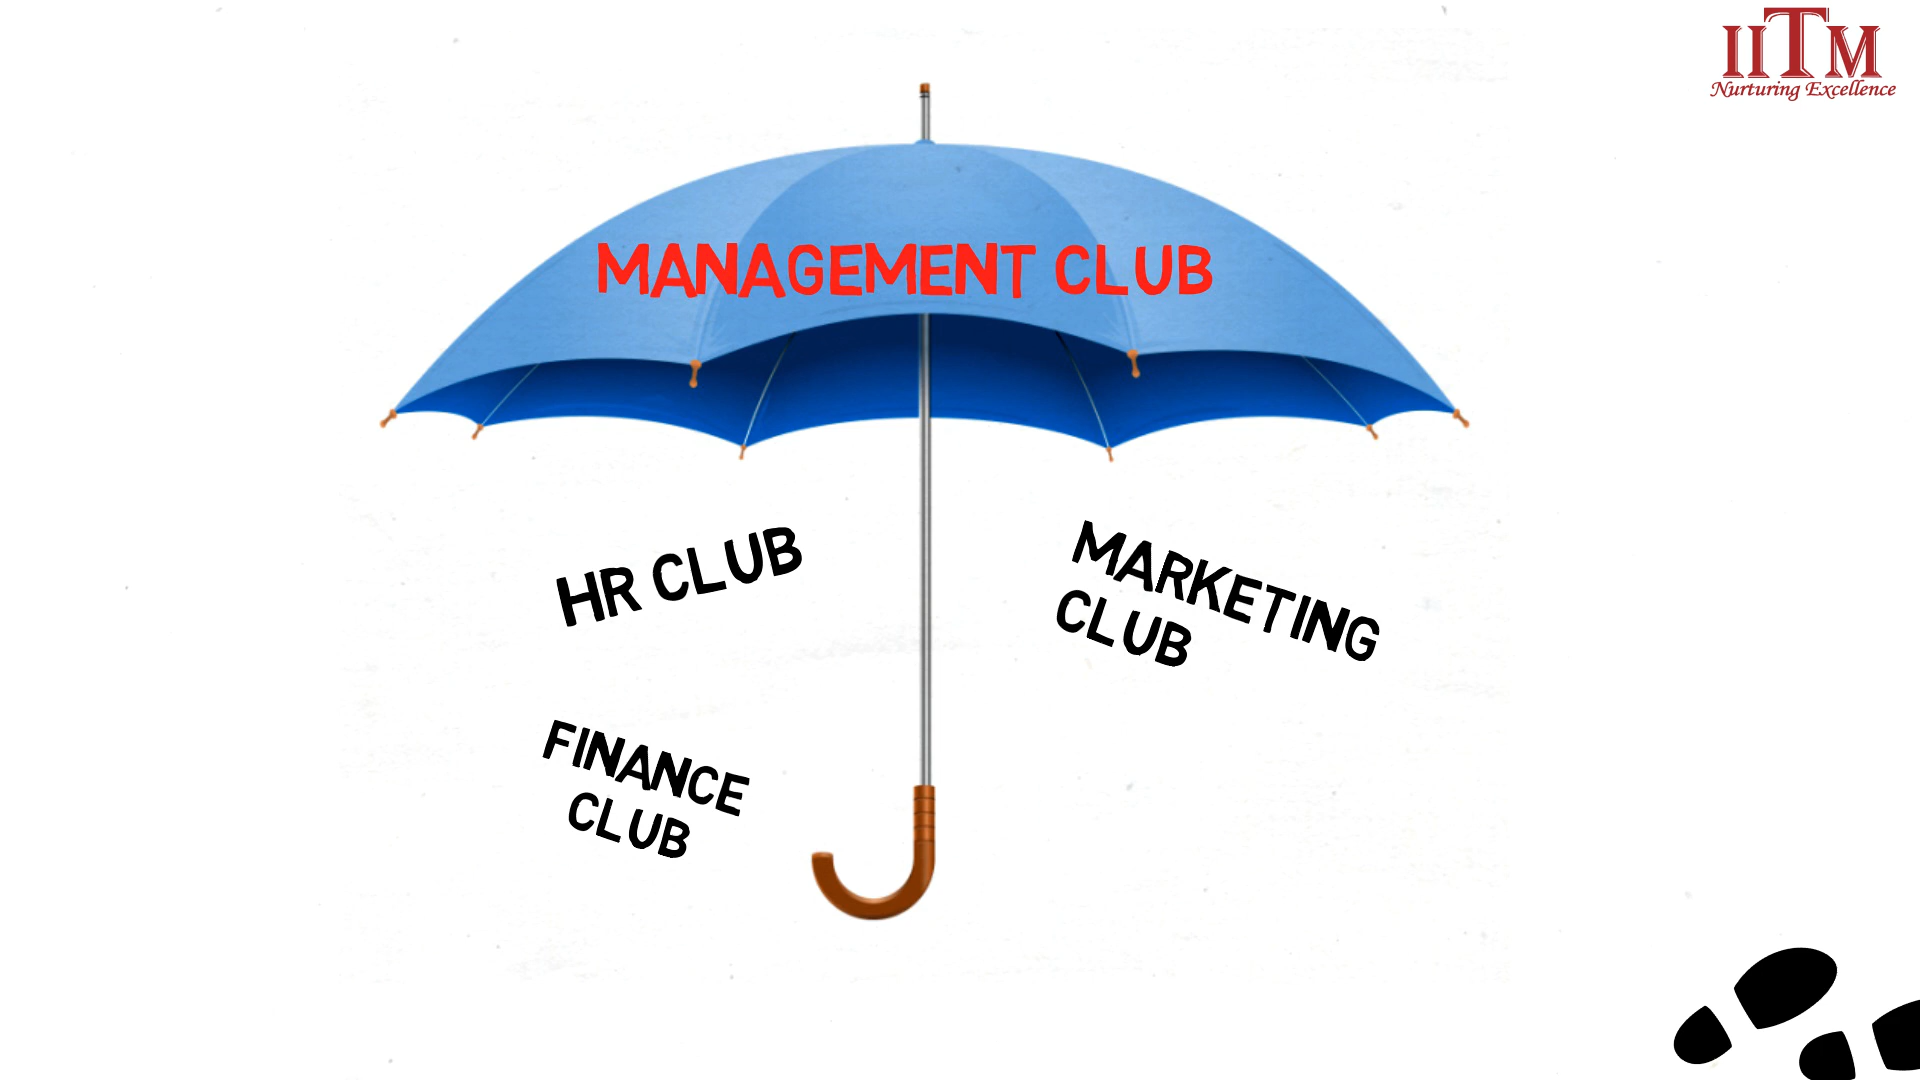 IITM
Nurturing Excellence
MANAGEMENT CLUB
HR CLUB
MARKETING
CLUB
FINANCE
CLUB